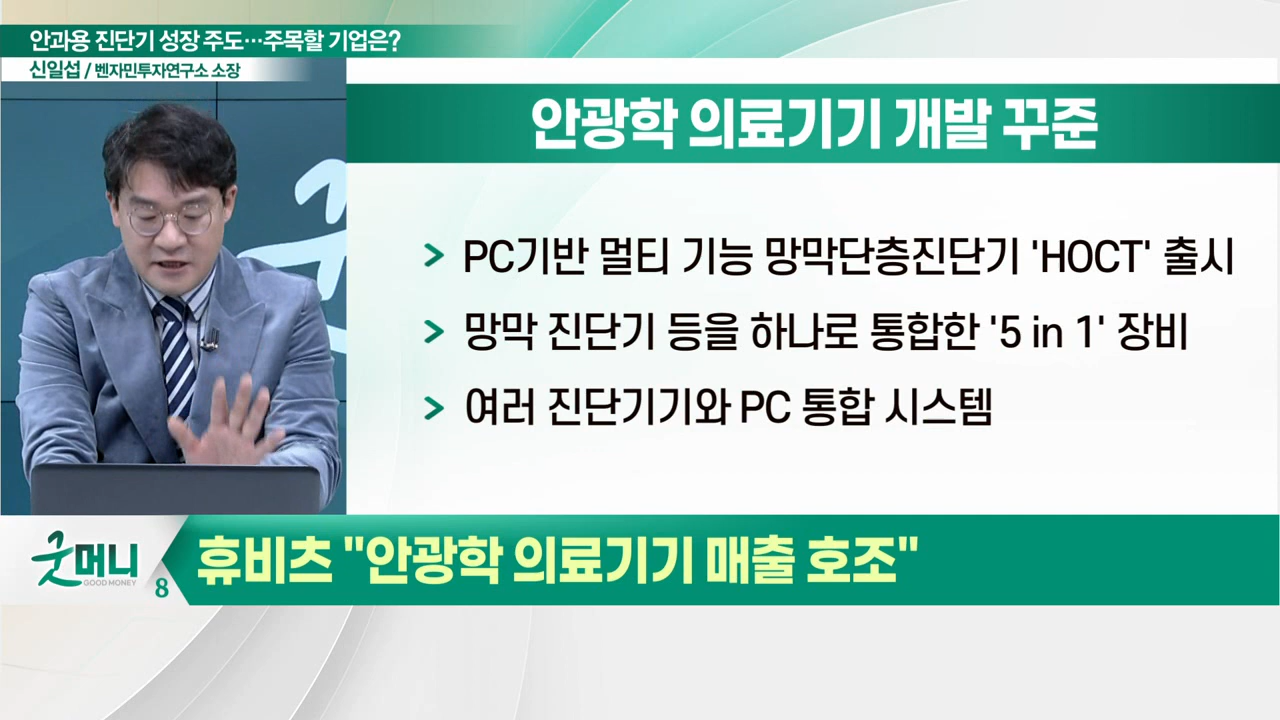 안과용 진단기 성장 주도…주목할 기업은?
신일섭 / 벤자민투자연구소 소장
안광학 의료기기 개발 꾸준
> PC기반 멀티 기능 망막단층진단기 'HOCT' 출시
> 망막 진단기 등을 하나로 통합한 '5 in 1' 장비
> 여러 진단기기와 PC 통합 시스템
굿머니
GOOD MONEY
8
휴비츠 "안광학 의료기기 매출 호조"